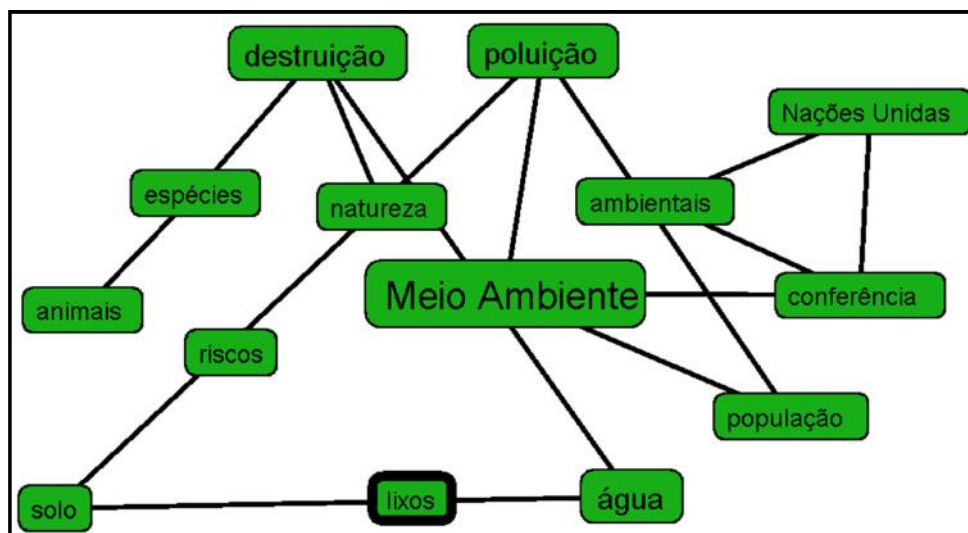 destruição
poluição
Nações Unidas
espécies
natureza
ambientais
animais
Meio Ambiente
conferência
riscos
população
solo
lixos
água